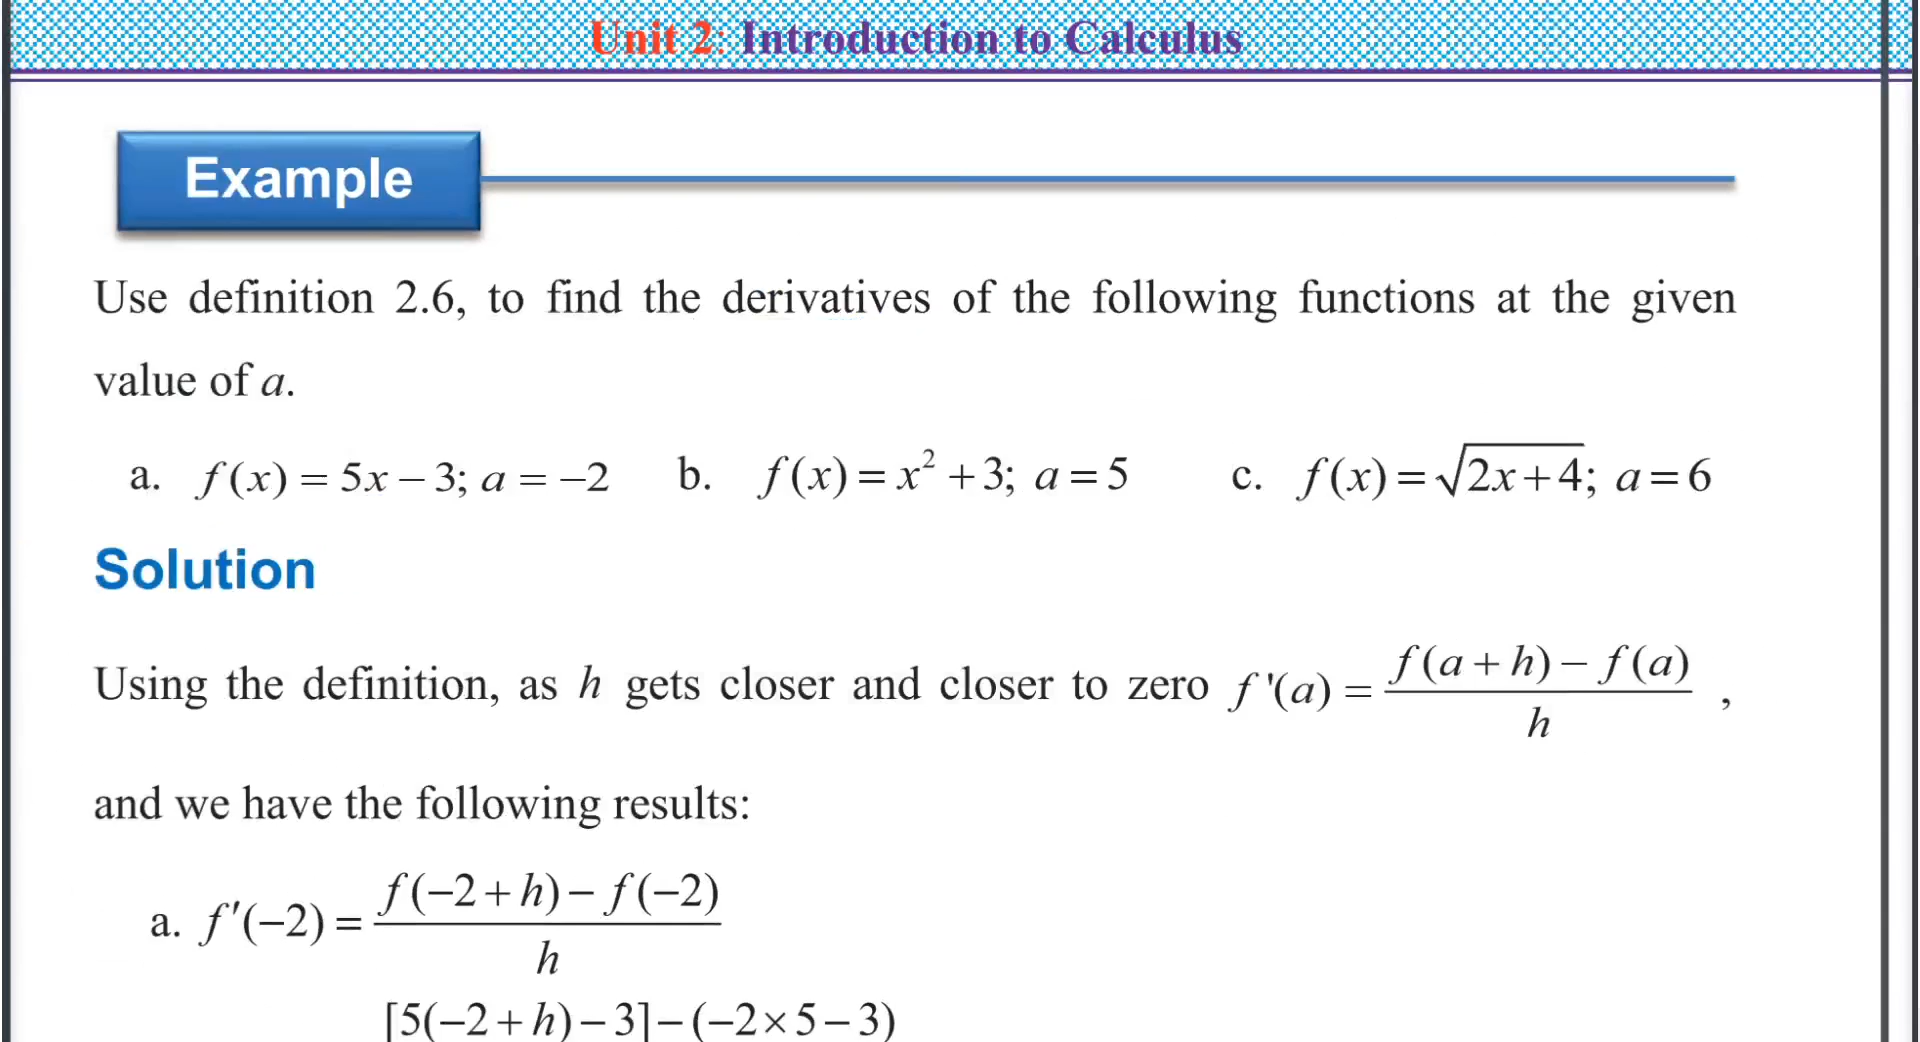 Unit 2: Introduction to Calculus
Example
Use definition 2.6, to find the derivatives of the following functions at the given
value of a.
a. f(x) = 5x − 3; a = −2 b. f(x) = x² + 3; a = 5 c. f(x) = √(2x + 4); a = 6
Solution
Using the definition, as h gets closer and closer to zero f '(a) = (f(a + h) − f(a)) / h ,
and we have the following results:
a. f′(−2) = (f(−2 + h) − f(−2)) / h
[5(−2 + h) − 3] − (−2 × 5 − 3)